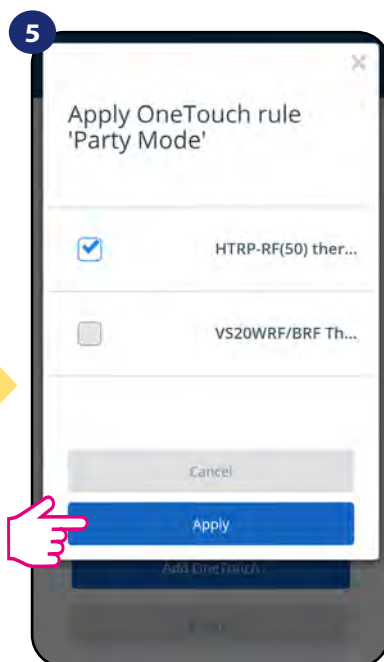 5
×
Apply OneTouch rule
'Party Mode'
HTRP-RF(50) ther...
VS20WRF/BRF Th...
Cancel
Apply
Add OneTouch